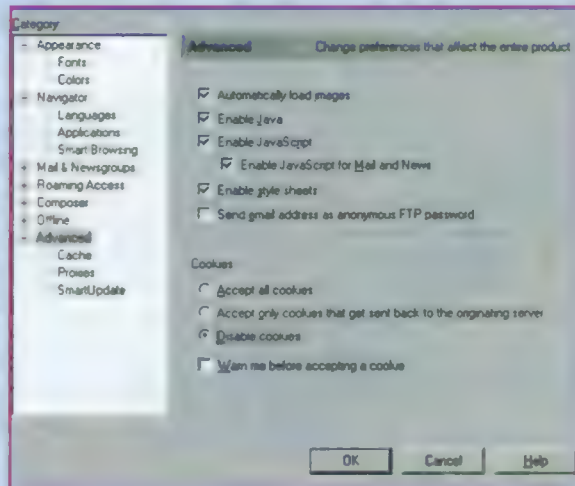 Category
Appearance
Fonts
Colors
Navigator
Languages
Applications
Smart Browsing
Mail & Newsgroups
Roaming Access
Composer
Offline
Advanced
Cache
Proxies
SmartUpdate
Advanced Change preferences that affect the entire product
Automatically load images
Enable Java
Enable JavaScript
Enable JavaScript for Mail and News
Enable style sheets
Send email address as anonymous FTP password
Cookies
Accept all cookies
Accept only cookies that get sent back to the originating server
Disable cookies
Warn me before accepting a cookie
OK Cancel Help